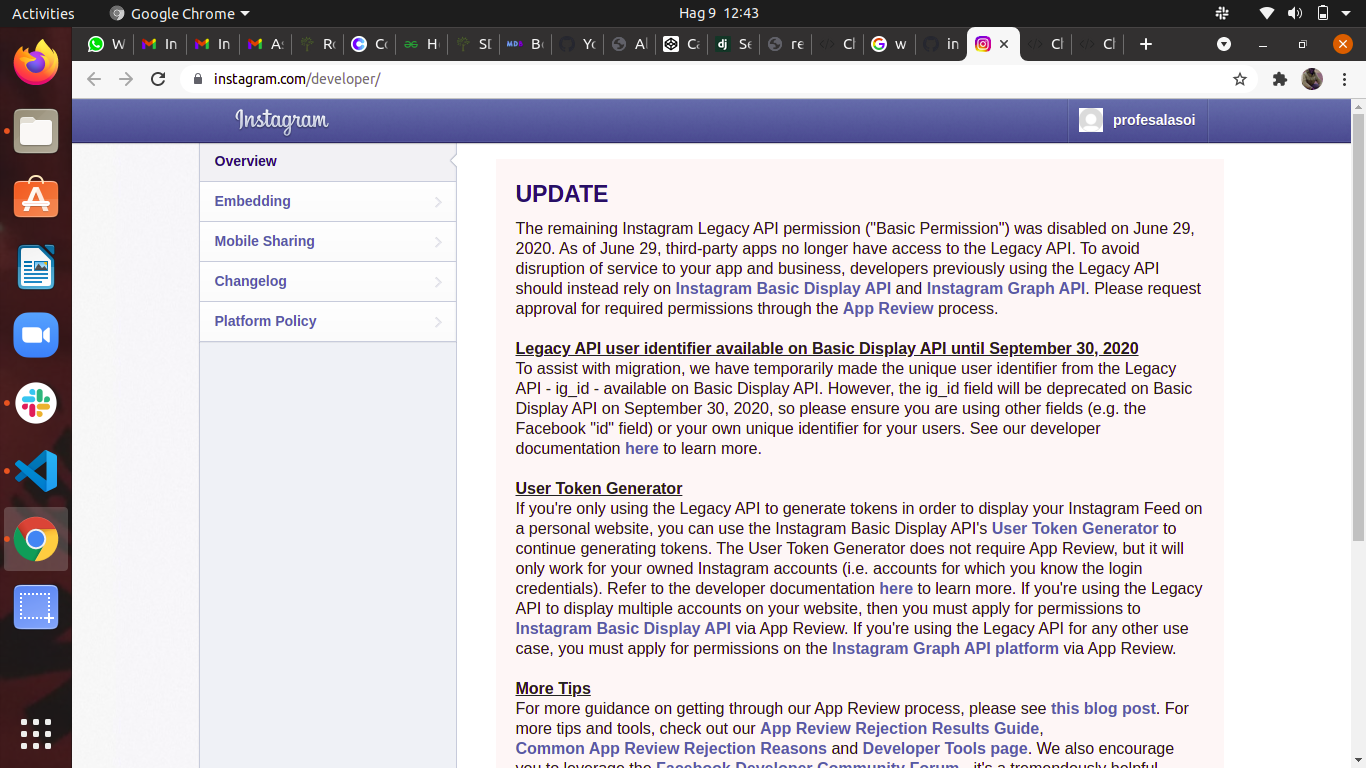 Activities
Google Chrome
Hag 9 12:43
W
In
In
A
R
Co
H
SD
MD+
B
Yo
Al
Ca
dj
Se
re
Ch
w
in
Ch
Ch
instagram.com/developer/
Instagram
profesalasoi
Overview
Embedding
Mobile Sharing
Changelog
Platform Policy
UPDATE
The remaining Instagram Legacy API permission ("Basic Permission") was disabled on June 29,
2020. As of June 29, third-party apps no longer have access to the Legacy API. To avoid
disruption of service to your app and business, developers previously using the Legacy API
should instead rely on Instagram Basic Display API and Instagram Graph API. Please request
approval for required permissions through the App Review process.
Legacy API user identifier available on Basic Display API until September 30, 2020
To assist with migration, we have temporarily made the unique user identifier from the Legacy
API - ig_id - available on Basic Display API. However, the ig_id field will be deprecated on Basic
Display API on September 30, 2020, so please ensure you are using other fields (e.g. the
Facebook "id" field) or your own unique identifier for your users. See our developer
documentation here to learn more.
User Token Generator
If you're only using the Legacy API to generate tokens in order to display your Instagram Feed on
a personal website, you can use the Instagram Basic Display API's User Token Generator to
continue generating tokens. The User Token Generator does not require App Review, but it will
only work for your owned Instagram accounts (i.e. accounts for which you know the login
credentials). Refer to the developer documentation here to learn more. If you're using the Legacy
API to display multiple accounts on your website, then you must apply for permissions to
Instagram Basic Display API via App Review. If you're using the Legacy API for any other use
case, you must apply for permissions on the Instagram Graph API platform via App Review.
More Tips
For more guidance on getting through our App Review process, please see this blog post. For
more tips and tools, check out our App Review Rejection Results Guide,
Common App Review Rejection Reasons and Developer Tools page. We also encourage
you to leverage the Facebook Developer Community Forum - it's a tremendously helpful